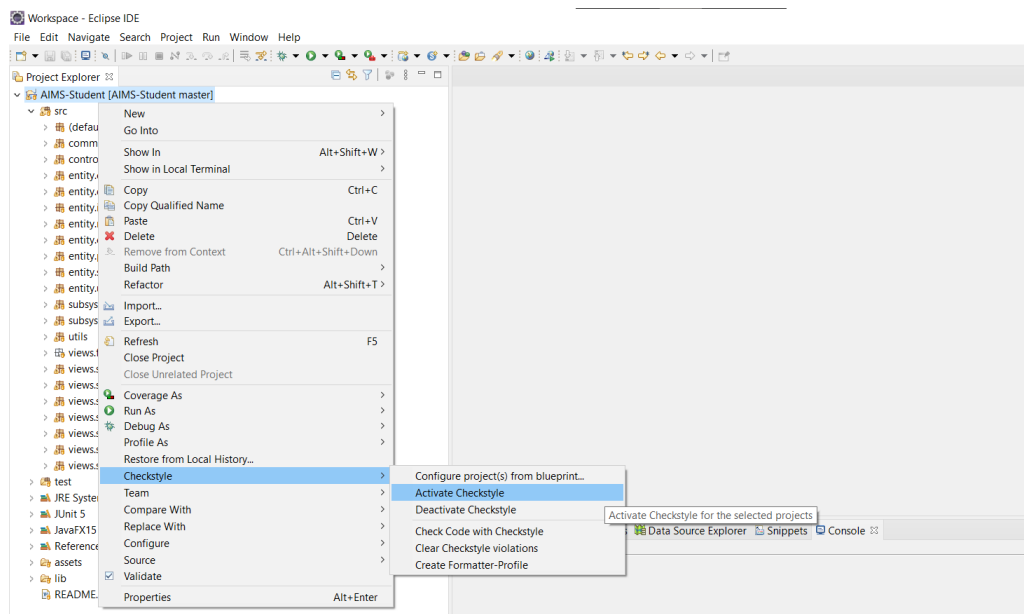 Workspace - Eclipse IDE
File Edit Navigate Search Project Run Window Help
Project Explorer
AIMS-Student [AIMS-Student master]
src
(defau
comm
contro
entity.
entity.
entity.
entity.
entity.
entity.
entity.
entity.
subsys
subsys
utils
views.
views.s
views.s
views.s
views.s
views.s
views.s
views.s
test
JRE Syste
JUnit 5
JavaFX15
Reference
assets
lib
README.
New
Go Into
Show In Alt+Shift+W
Show in Local Terminal
Copy Ctrl+C
Copy Qualified Name
Paste Ctrl+V
Delete Delete
Remove from Context Ctrl+Alt+Shift+Down
Build Path
Refactor Alt+Shift+T
Import...
Export...
Refresh F5
Close Project
Close Unrelated Project
Coverage As
Run As
Debug As
Profile As
Restore from Local History...
Checkstyle
Team
Compare With
Replace With
Configure
Source
Validate
Properties Alt+Enter
Configure project(s) from blueprint...
Activate Checkstyle
Deactivate Checkstyle
Check Code with Checkstyle
Clear Checkstyle violations
Create Formatter-Profile
Activate Checkstyle for the selected projects
Data Source Explorer Snippets Console